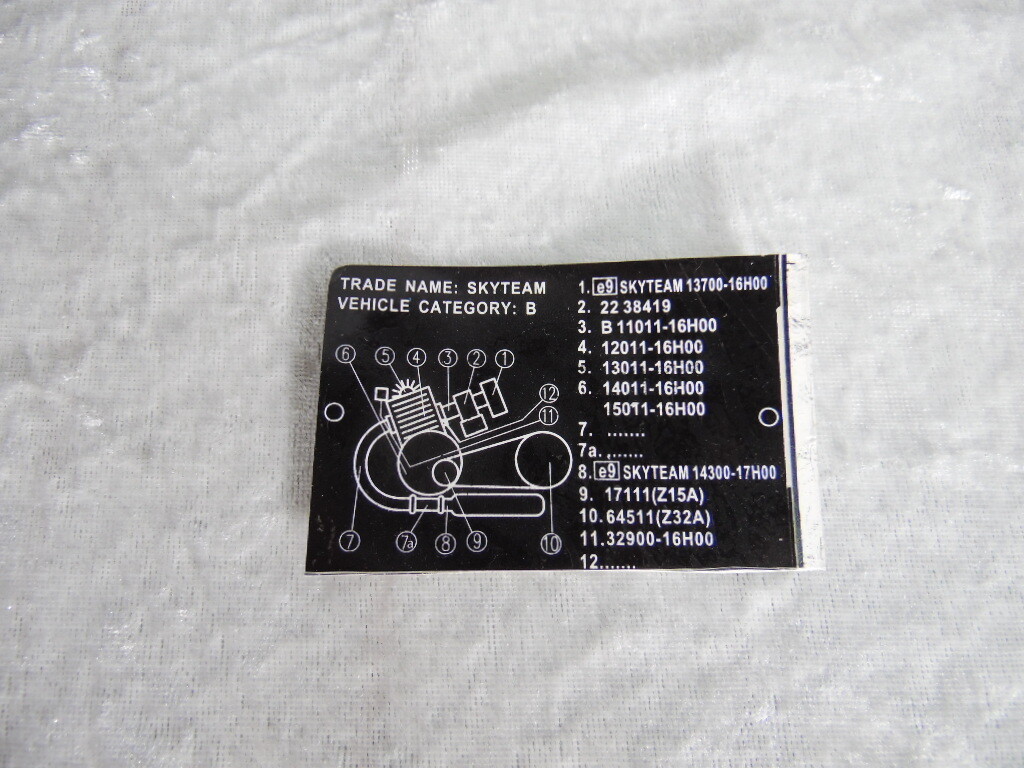 TRADE NAME: SKYTEAM
VEHICLE CATEGORY: B
1. e9 SKYTEAM 13700-16H00
2. 22 38419
3. B 11011-16H00
4. 12011-16H00
5. 13011-16H00
6. 14011-16H00
15011-16H00
7. .......
7a. .......
8. e9 SKYTEAM 14300-17H00
9. 17111(Z15A)
10. 64511(Z32A)
11. 32900-16H00
12.......
6 5 4 3 2 1
12
11
7 7a 8 9 10